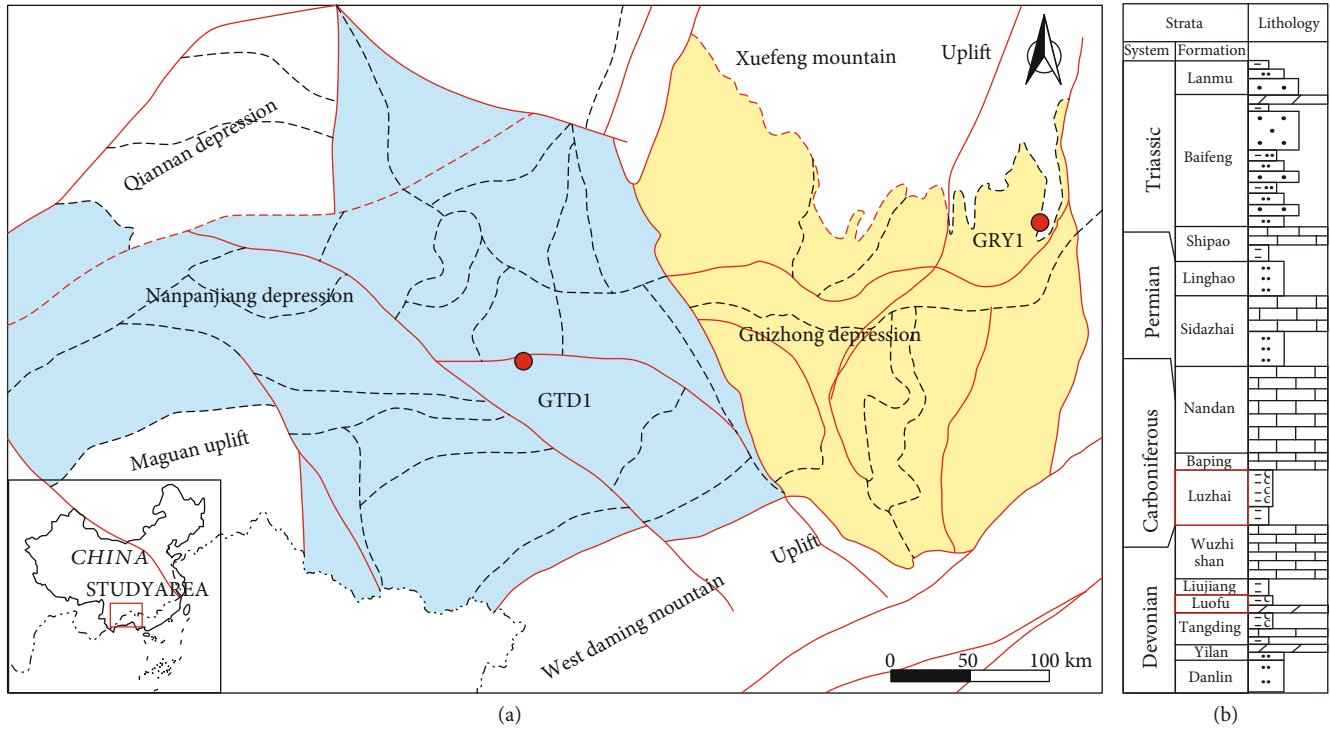 Xuefeng mountain
Uplift
Qiannan depression
GRY1
Nanpanjiang depression
Guizhong depression
GTD1
Maguan uplift
CHINA
STUDYAREA
Uplift
West daming mountain
0 50 100 km
(a)
Strata
Lithology
System
Formation
Triassic
Lanmu
Baifeng
Permian
Shipao
Linghao
Sidazhai
Carboniferous
Nandan
Baping
Luzhai
Devonian
Wuzhi
shan
Liujiang
Luofu
Tangding
Yilan
Danlin
(b)